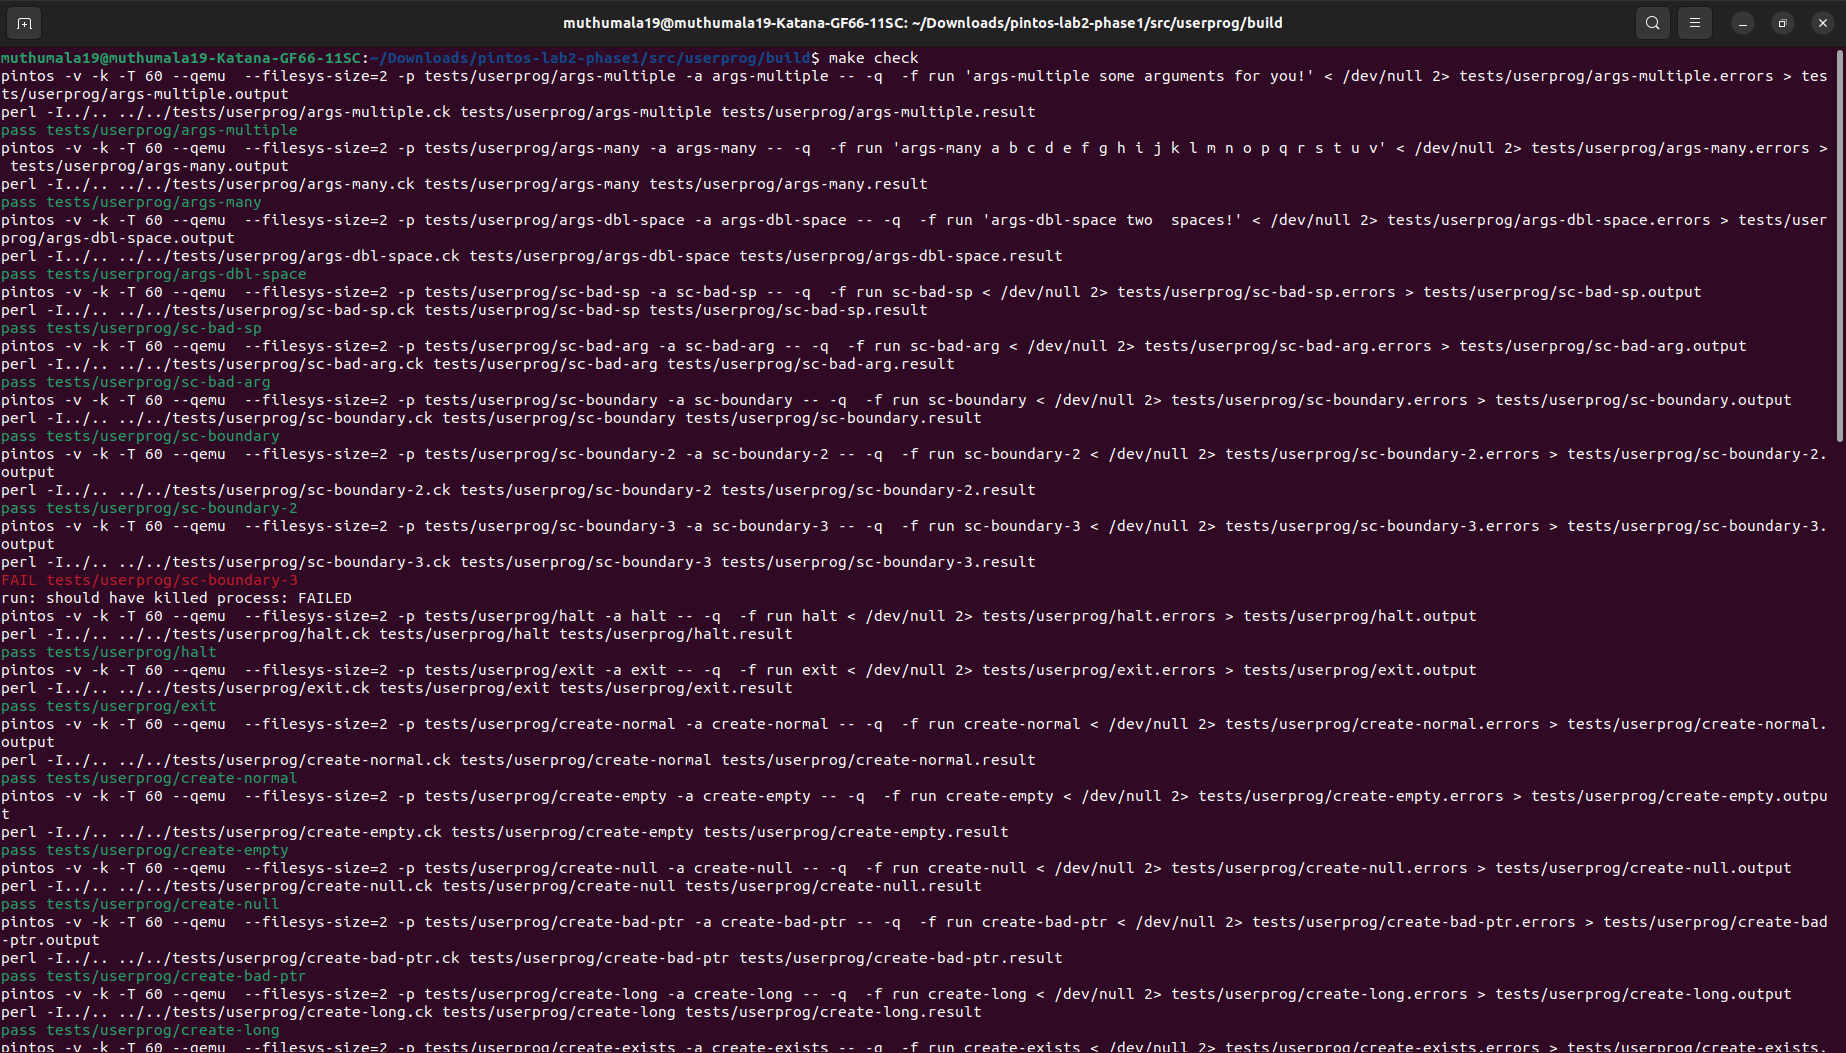 muthumala19@muthumala19-Katana-GF66-11SC: ~/Downloads/pintos-lab2-phase1/src/userprog/build
muthumala19@muthumala19-Katana-GF66-11SC:~/Downloads/pintos-lab2-phase1/src/userprog/build$ make check
pintos -v -k -T 60 --qemu  --filesys-size=2 -p tests/userprog/args-multiple -a args-multiple -- -q  -f run 'args-multiple some arguments for you!' < /dev/null 2> tests/userprog/args-multiple.errors > tes
ts/userprog/args-multiple.output
perl -I../.. ../../tests/userprog/args-multiple.ck tests/userprog/args-multiple tests/userprog/args-multiple.result
pass tests/userprog/args-multiple
pintos -v -k -T 60 --qemu  --filesys-size=2 -p tests/userprog/args-many -a args-many -- -q  -f run 'args-many a b c d e f g h i j k l m n o p q r s t u v' < /dev/null 2> tests/userprog/args-many.errors >
 tests/userprog/args-many.output
perl -I../.. ../../tests/userprog/args-many.ck tests/userprog/args-many tests/userprog/args-many.result
pass tests/userprog/args-many
pintos -v -k -T 60 --qemu  --filesys-size=2 -p tests/userprog/args-dbl-space -a args-dbl-space -- -q  -f run 'args-dbl-space two  spaces!' < /dev/null 2> tests/userprog/args-dbl-space.errors > tests/user
prog/args-dbl-space.output
perl -I../.. ../../tests/userprog/args-dbl-space.ck tests/userprog/args-dbl-space tests/userprog/args-dbl-space.result
pass tests/userprog/args-dbl-space
pintos -v -k -T 60 --qemu  --filesys-size=2 -p tests/userprog/sc-bad-sp -a sc-bad-sp -- -q  -f run sc-bad-sp < /dev/null 2> tests/userprog/sc-bad-sp.errors > tests/userprog/sc-bad-sp.output
perl -I../.. ../../tests/userprog/sc-bad-sp.ck tests/userprog/sc-bad-sp tests/userprog/sc-bad-sp.result
pass tests/userprog/sc-bad-sp
pintos -v -k -T 60 --qemu  --filesys-size=2 -p tests/userprog/sc-bad-arg -a sc-bad-arg -- -q  -f run sc-bad-arg < /dev/null 2> tests/userprog/sc-bad-arg.errors > tests/userprog/sc-bad-arg.output
perl -I../.. ../../tests/userprog/sc-bad-arg.ck tests/userprog/sc-bad-arg tests/userprog/sc-bad-arg.result
pass tests/userprog/sc-bad-arg
pintos -v -k -T 60 --qemu  --filesys-size=2 -p tests/userprog/sc-boundary -a sc-boundary -- -q  -f run sc-boundary < /dev/null 2> tests/userprog/sc-boundary.errors > tests/userprog/sc-boundary.output
perl -I../.. ../../tests/userprog/sc-boundary.ck tests/userprog/sc-boundary tests/userprog/sc-boundary.result
pass tests/userprog/sc-boundary
pintos -v -k -T 60 --qemu  --filesys-size=2 -p tests/userprog/sc-boundary-2 -a sc-boundary-2 -- -q  -f run sc-boundary-2 < /dev/null 2> tests/userprog/sc-boundary-2.errors > tests/userprog/sc-boundary-2.
output
perl -I../.. ../../tests/userprog/sc-boundary-2.ck tests/userprog/sc-boundary-2 tests/userprog/sc-boundary-2.result
pass tests/userprog/sc-boundary-2
pintos -v -k -T 60 --qemu  --filesys-size=2 -p tests/userprog/sc-boundary-3 -a sc-boundary-3 -- -q  -f run sc-boundary-3 < /dev/null 2> tests/userprog/sc-boundary-3.errors > tests/userprog/sc-boundary-3.
output
perl -I../.. ../../tests/userprog/sc-boundary-3.ck tests/userprog/sc-boundary-3 tests/userprog/sc-boundary-3.result
FAIL tests/userprog/sc-boundary-3
run: should have killed process: FAILED
pintos -v -k -T 60 --qemu  --filesys-size=2 -p tests/userprog/halt -a halt -- -q  -f run halt < /dev/null 2> tests/userprog/halt.errors > tests/userprog/halt.output
perl -I../.. ../../tests/userprog/halt.ck tests/userprog/halt tests/userprog/halt.result
pass tests/userprog/halt
pintos -v -k -T 60 --qemu  --filesys-size=2 -p tests/userprog/exit -a exit -- -q  -f run exit < /dev/null 2> tests/userprog/exit.errors > tests/userprog/exit.output
perl -I../.. ../../tests/userprog/exit.ck tests/userprog/exit tests/userprog/exit.result
pass tests/userprog/exit
pintos -v -k -T 60 --qemu  --filesys-size=2 -p tests/userprog/create-normal -a create-normal -- -q  -f run create-normal < /dev/null 2> tests/userprog/create-normal.errors > tests/userprog/create-normal.
output
perl -I../.. ../../tests/userprog/create-normal.ck tests/userprog/create-normal tests/userprog/create-normal.result
pass tests/userprog/create-normal
pintos -v -k -T 60 --qemu  --filesys-size=2 -p tests/userprog/create-empty -a create-empty -- -q  -f run create-empty < /dev/null 2> tests/userprog/create-empty.errors > tests/userprog/create-empty.outpu
t
perl -I../.. ../../tests/userprog/create-empty.ck tests/userprog/create-empty tests/userprog/create-empty.result
pass tests/userprog/create-empty
pintos -v -k -T 60 --qemu  --filesys-size=2 -p tests/userprog/create-null -a create-null -- -q  -f run create-null < /dev/null 2> tests/userprog/create-null.errors > tests/userprog/create-null.output
perl -I../.. ../../tests/userprog/create-null.ck tests/userprog/create-null tests/userprog/create-null.result
pass tests/userprog/create-null
pintos -v -k -T 60 --qemu  --filesys-size=2 -p tests/userprog/create-bad-ptr -a create-bad-ptr -- -q  -f run create-bad-ptr < /dev/null 2> tests/userprog/create-bad-ptr.errors > tests/userprog/create-bad
-ptr.output
perl -I../.. ../../tests/userprog/create-bad-ptr.ck tests/userprog/create-bad-ptr tests/userprog/create-bad-ptr.result
pass tests/userprog/create-bad-ptr
pintos -v -k -T 60 --qemu  --filesys-size=2 -p tests/userprog/create-long -a create-long -- -q  -f run create-long < /dev/null 2> tests/userprog/create-long.errors > tests/userprog/create-long.output
perl -I../.. ../../tests/userprog/create-long.ck tests/userprog/create-long tests/userprog/create-long.result
pass tests/userprog/create-long
pintos -v -k -T 60 --qemu  --filesys-size=2 -p tests/userprog/create-exists -a create-exists -- -q  -f run create-exists < /dev/null 2> tests/userprog/create-exists.errors > tests/userprog/create-exists.